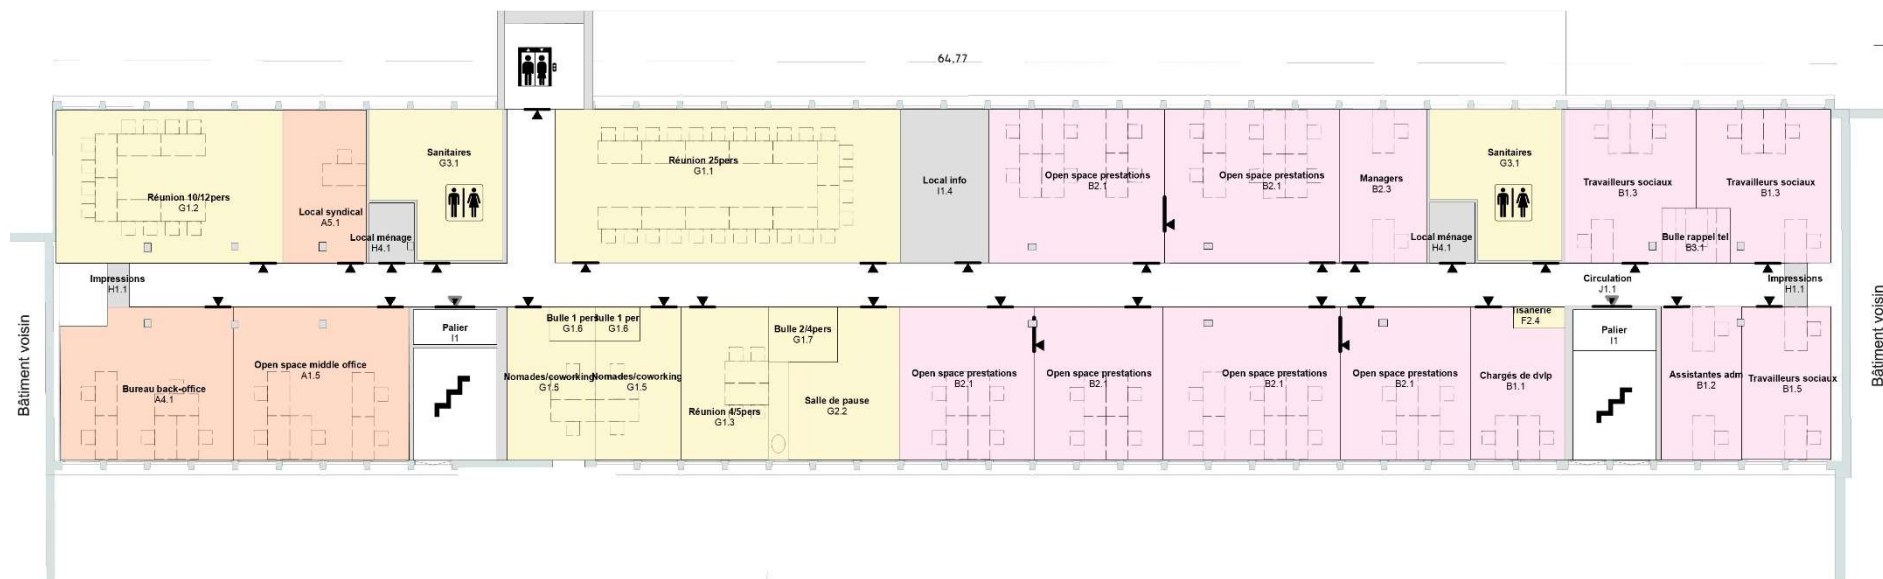 64,77
Réunion 10/12pers
G1.2
Local syndical
A5.1
Sanitaires
G3.1
Local ménage
H4.1
Réunion 25pers
G1.1
Local info
I1.4
Open space prestations
B2.1
Open space prestations
B2.1
Managers
B2.3
Sanitaires
G3.1
Local ménage
H4.1
Travailleurs sociaux
B1.3
Travailleurs sociaux
B1.3
Bulle rappel tel
B3.1
Impressions
H1.1
Circulation
J1.1
Impressions
H1.1
Bâtiment voisin
Bâtiment voisin
Bureau back-office
A4.1
Open space middle office
A1.5
Palier
I1
Bulle 1 pers
G1.6
Bulle 1 per
G1.6
Nomades/coworking
G1.5
Nomades/coworking
G1.5
Réunion 4/5pers
G1.3
Bulle 2/4pers
G1.7
Salle de pause
G2.2
Open space prestations
B2.1
Open space prestations
B2.1
Open space prestations
B2.1
Open space prestations
B2.1
Chargés de dvlp
B1.1
Tisanerie
F2.4
Palier
I1
Assistantes adm
B1.2
Travailleurs sociaux
B1.5